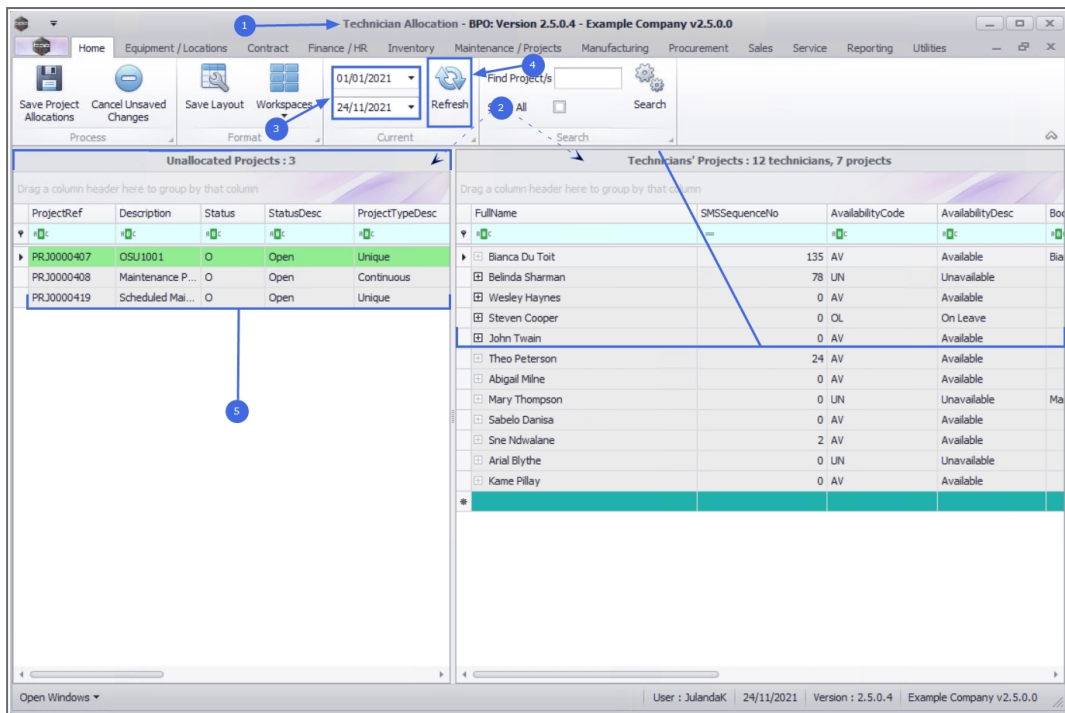 1
Technician Allocation - BPO: Version 2.5.0.4 - Example Company v2.5.0.0
Home Equipment / Locations Contract Finance / HR Inventory Maintenance / Projects Manufacturing Procurement Sales Service Reporting Utilities
Save Project Allocations
Cancel Unsaved Changes
Save Layout
Workspaces
01/01/2021
24/11/2021
3
Refresh
4
Find Project/s
2
All
Search
Process Format Current Search
Unallocated Projects : 3
Drag a column header here to group by that column
ProjectRef Description Status StatusDesc ProjectTypeDesc
PRJ0000407 OSU1001 O Open Unique
PRJ0000408 Maintenance P... O Open Continuous
PRJ0000419 Scheduled Mai... O Open Unique
5
Technicians' Projects : 12 technicians, 7 projects
Drag a column header here to group by that column
FullName SMSSequenceNo AvailabilityCode AvailabilityDesc Boo
Bianca Du Toit 135 AV Available Bia
Belinda Sharman 78 UN Unavailable
Wesley Haynes 0 AV Available
Steven Cooper 0 OL On Leave
John Twain 0 AV Available
Theo Peterson 24 AV Available
Abigail Milne 0 AV Available
Mary Thompson 0 UN Unavailable Ma
Sabelo Danisa 0 AV Available
Sne Ndwalane 2 AV Available
Arial Blythe 0 UN Unavailable
Kame Pillay 0 AV Available
Open Windows
User : JulandaK 24/11/2021 Version : 2.5.0.4 Example Company v2.5.0.0